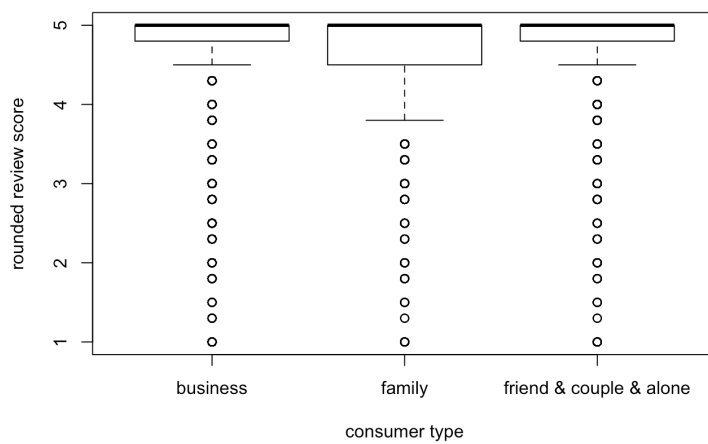 rounded review score
5
4
3
2
1
business
family
friend & couple & alone
consumer type